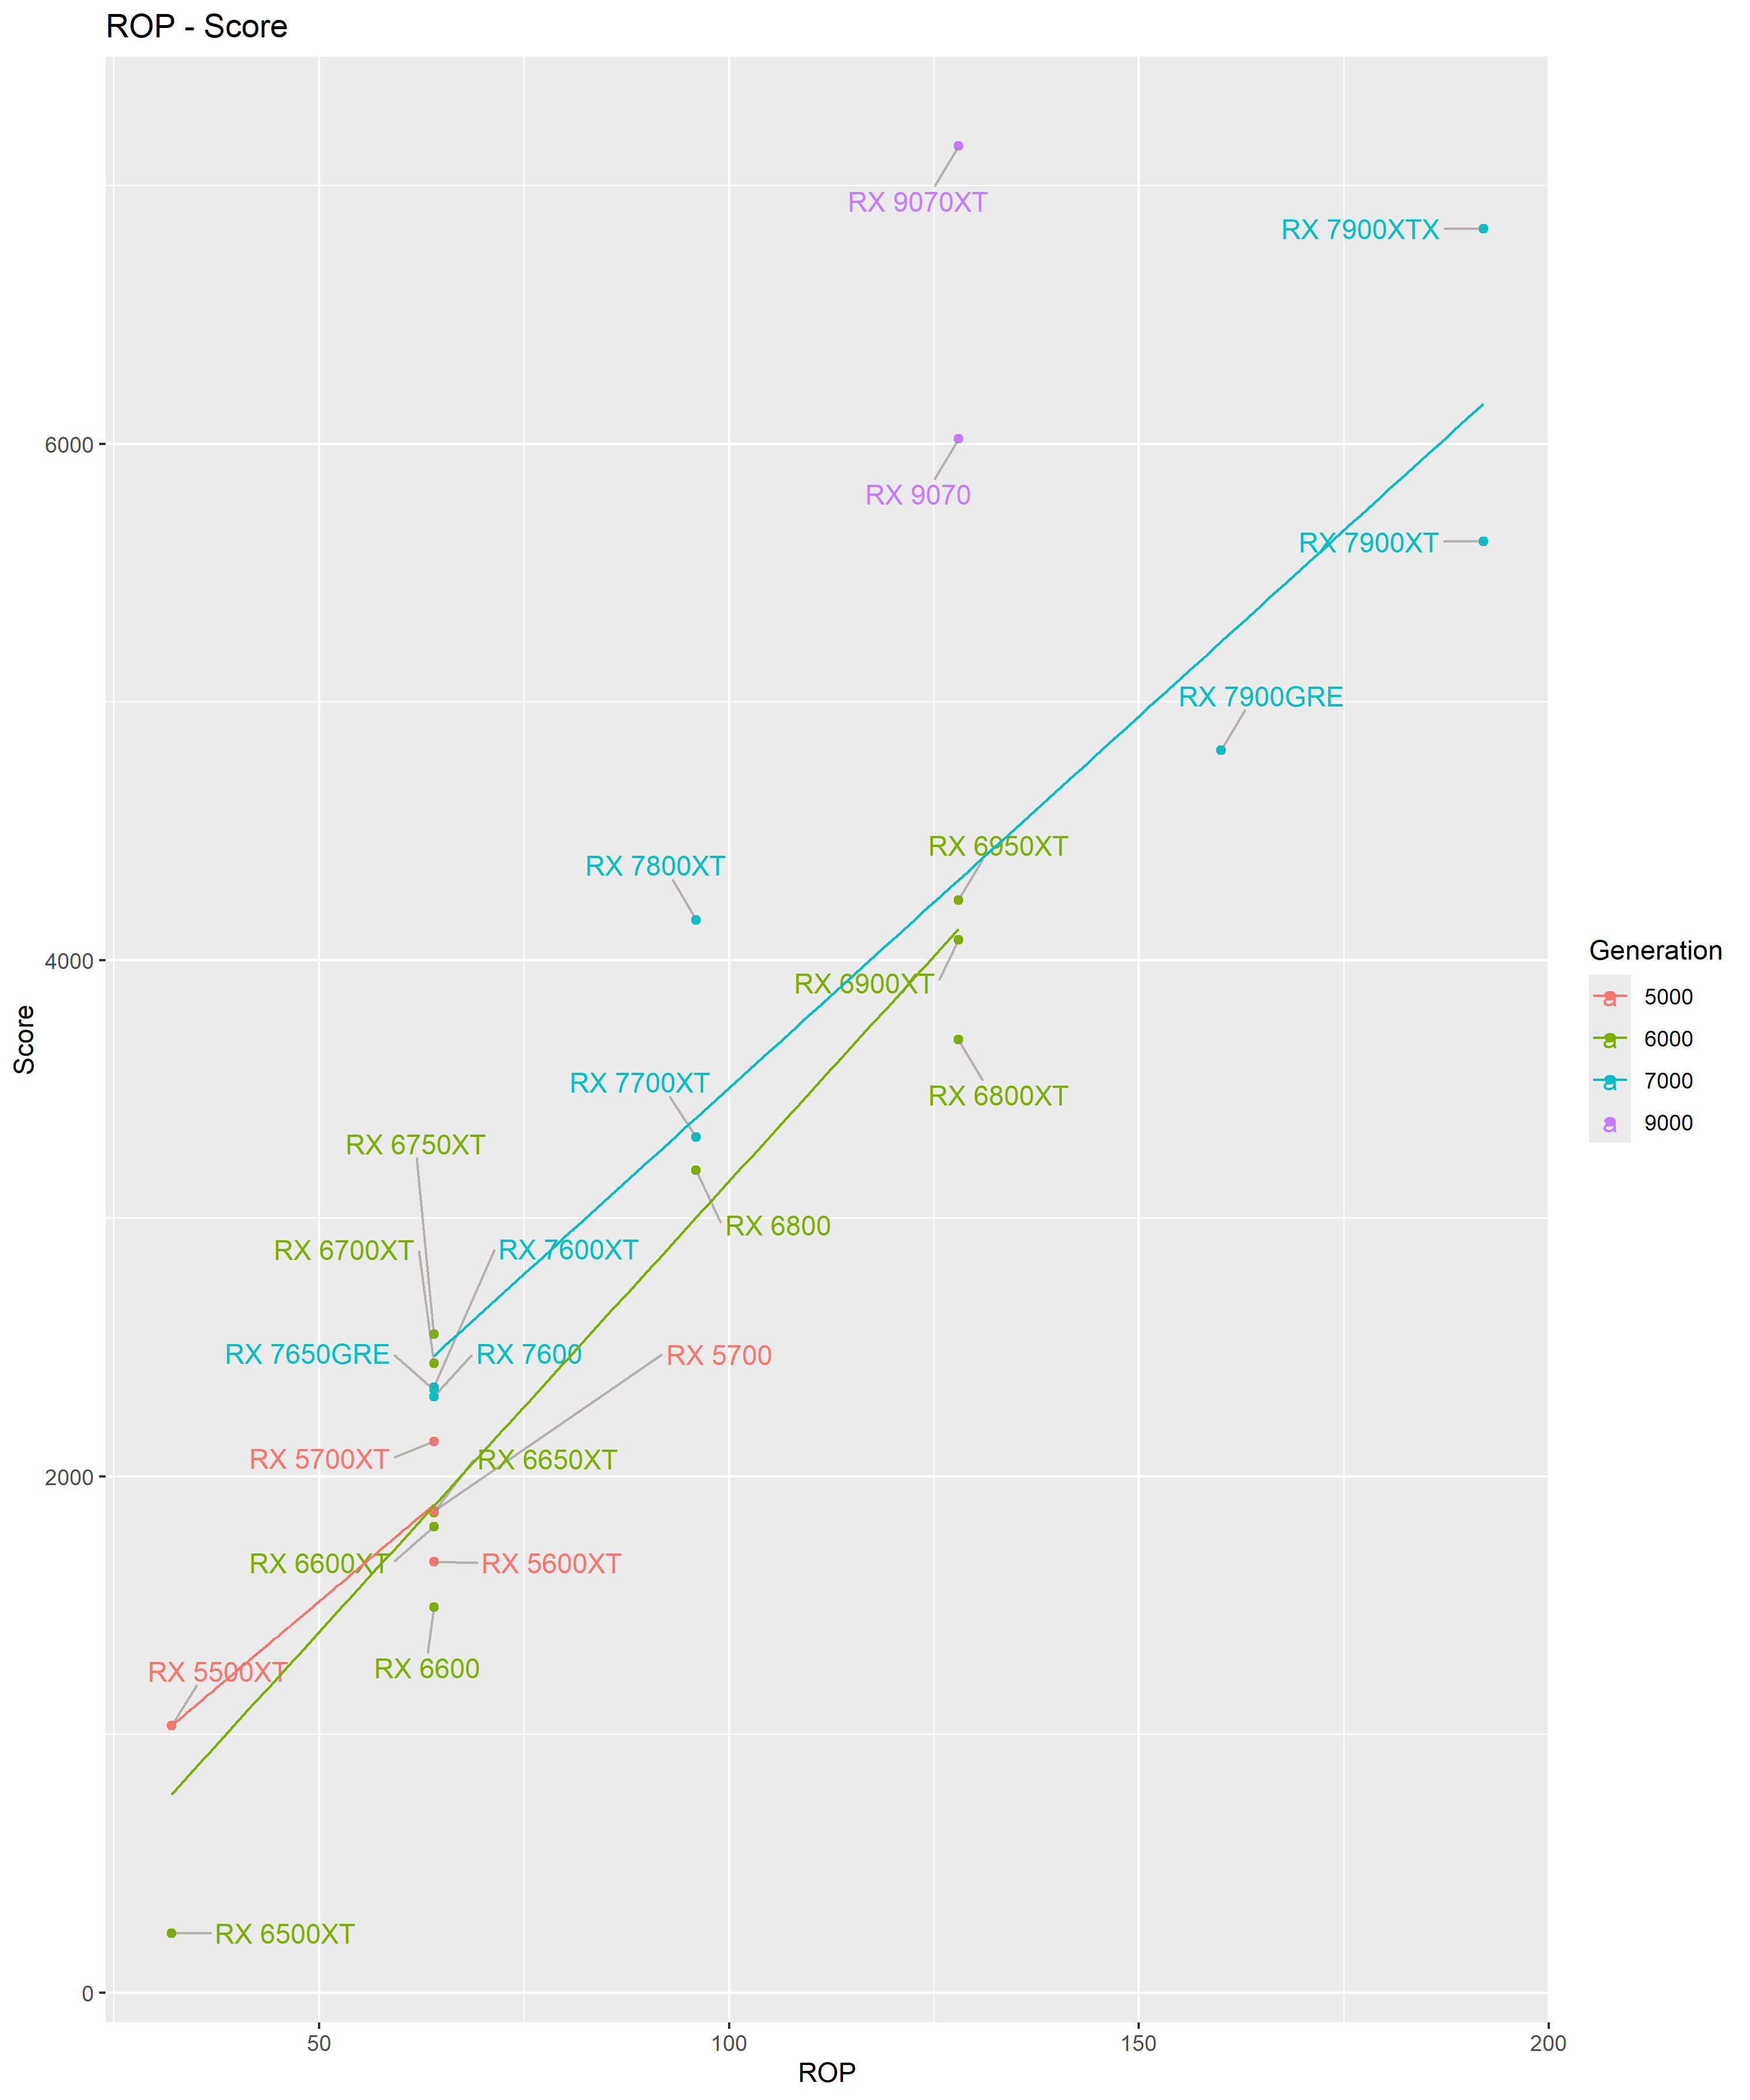 ROP - Score
RX 9070XT
RX 7900XTX
6000
RX 9070
RX 7900XT
RX 7900GRE
RX 6950XT
RX 7800XT
4000
RX 6900XT
RX 7700XT
RX 6800XT
RX 6750XT
RX 6800
RX 6700XT
RX 7600XT
RX 7650GRE
RX 7600
RX 5700
RX 5700XT
RX 6650XT
2000
RX 6600XT
RX 5600XT
RX 6600
RX 5500XT
RX 6500XT
0
50
100
150
200
ROP
Score
Generation
a 5000
a 6000
a 7000
a 9000